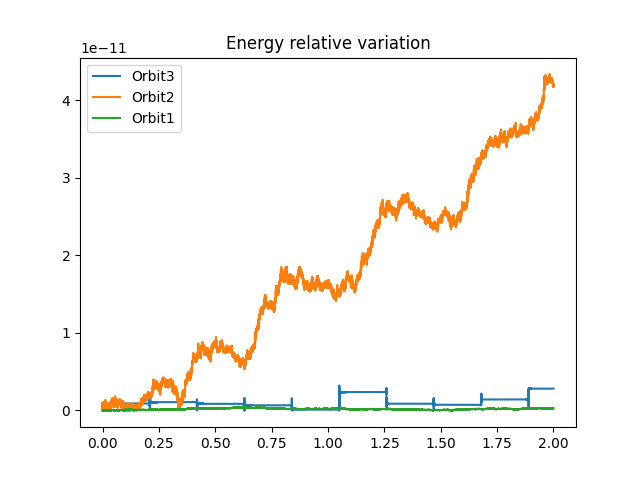 Energy relative variation
1e−11
Orbit3
Orbit2
Orbit1
4
3
2
1
0
0.00 0.25 0.50 0.75 1.00 1.25 1.50 1.75 2.00